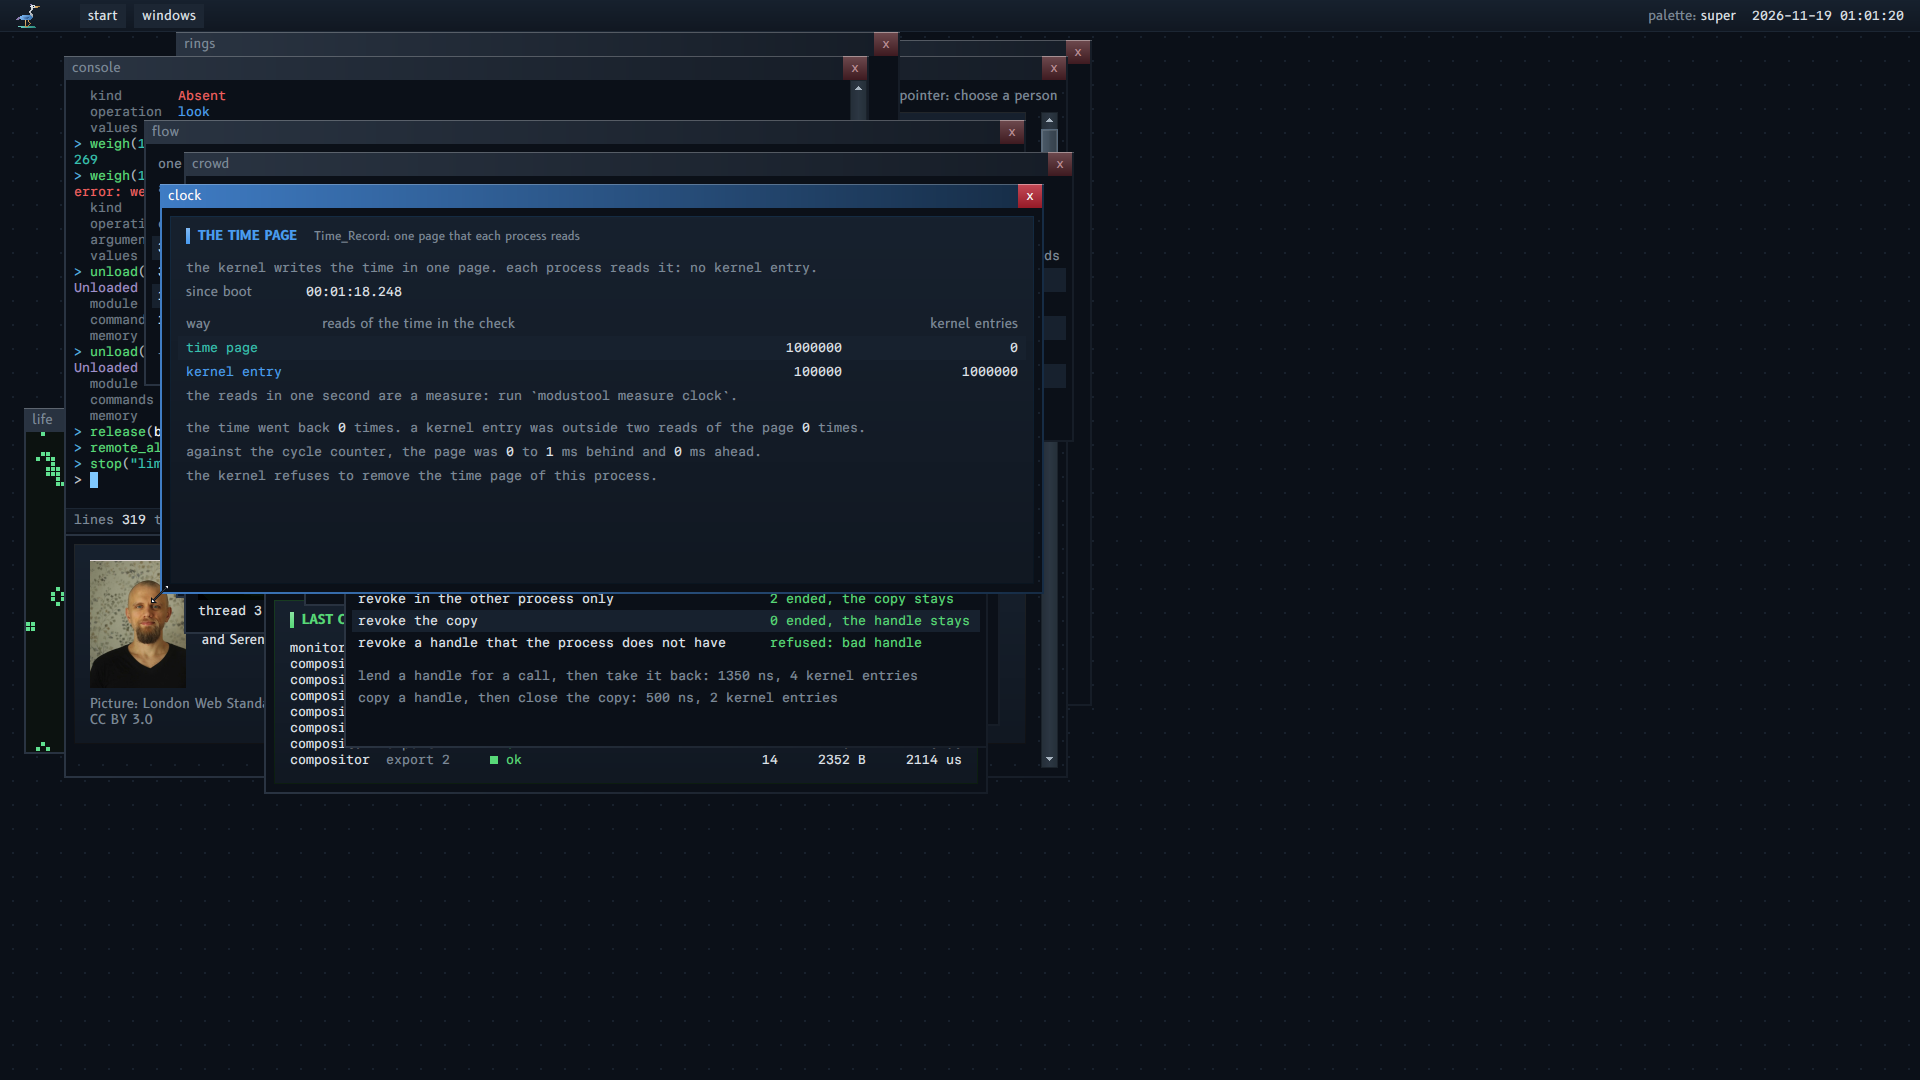 start windows palette: super 2026-11-19 01:01:20
rings x
x
console x
x
kind Absent
pointer: choose a person
operation look
values
flow x
> weigh(1
269
one
crowd x
> weigh(1
error: we
clock x
kind
operati
argumen
values
ds
> unload(
Unloaded
module
command
memory
> unload(
Unloaded
module
commands
memory
> release(b
> remote_al
> stop("lim
>
lines 319 t
life
THE TIME PAGE Time_Record: one page that each process reads
the kernel writes the time in one page. each process reads it: no kernel entry.
since boot 00:01:18.248
way reads of the time in the check kernel entries
time page 1000000 0
kernel entry 100000 1000000
the reads in one second are a measure: run `modustool measure clock`.
the time went back 0 times. a kernel entry was outside two reads of the page 0 times.
against the cycle counter, the page was 0 to 1 ms behind and 0 ms ahead.
the kernel refuses to remove the time page of this process.
thread 3
and Seren
Picture: London Web Standa
CC BY 3.0
LAST C
revoke in the other process only 2 ended, the copy stays
revoke the copy 0 ended, the handle stays
revoke a handle that the process does not have refused: bad handle
lend a handle for a call, then take it back: 1350 ns, 4 kernel entries
copy a handle, then close the copy: 500 ns, 2 kernel entries
monitor
composi
composi
composi
composi
composi
composi
compositor export 2 ok 14 2352 B 2114 us